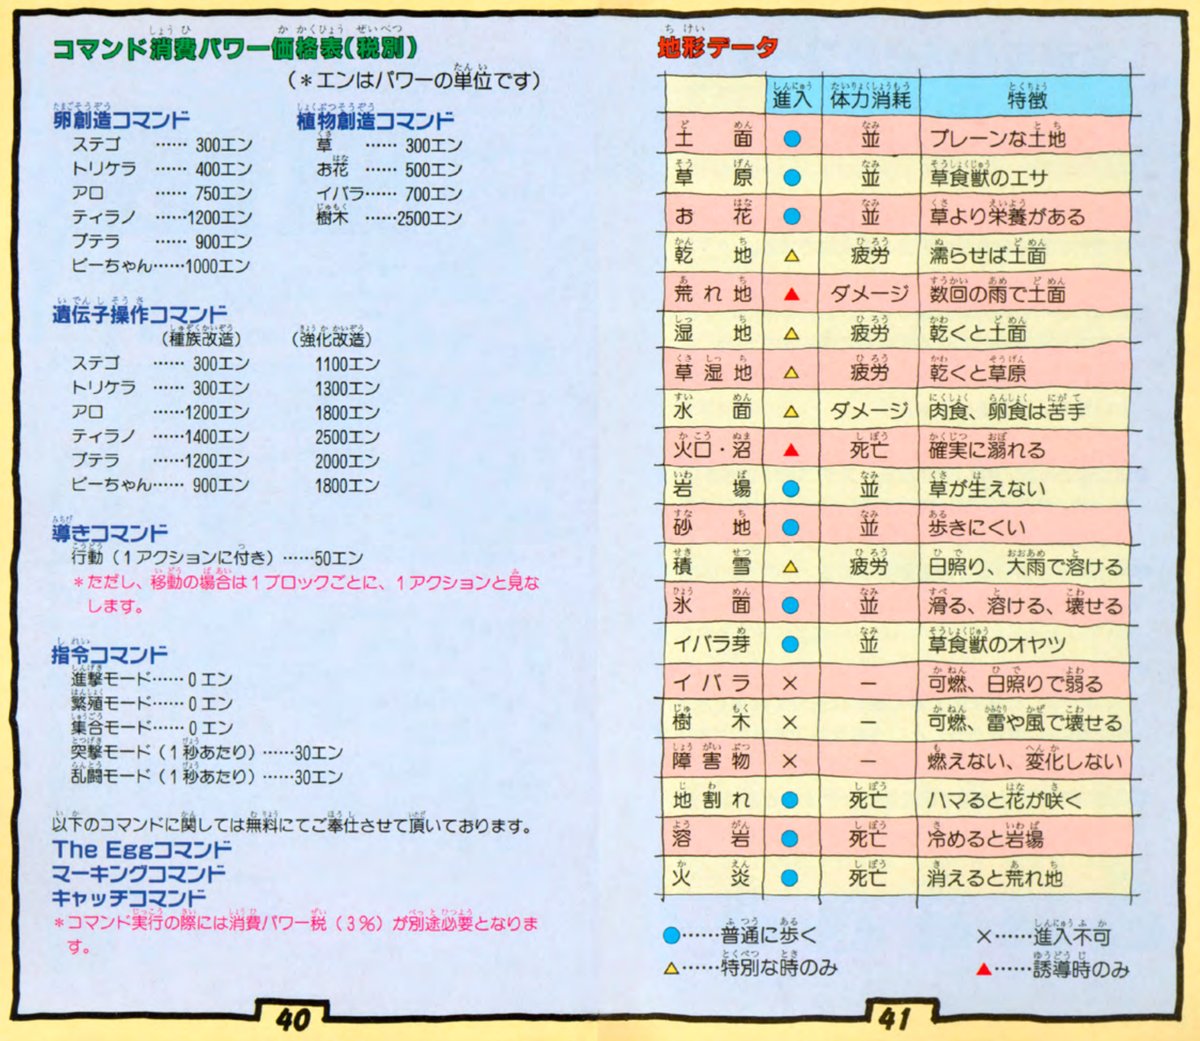 コマンド消費パワー価格表(税別)
(*エンはパワーの単位です)
卵創造コマンド
ステゴ ……300エン
トリケラ ……400エン
アロ ……750エン
ティラノ ……1200エン
プテラ ……900エン
ピーちゃん……1000エン
植物創造コマンド
草 ……300エン
お花 ……500エン
イバラ……700エン
樹木 ……2500エン
遺伝子操作コマンド
(種族改造) (強化改造)
ステゴ ……300エン 1100エン
トリケラ ……300エン 1300エン
アロ ……1200エン 1800エン
ティラノ ……1400エン 2500エン
プテラ ……1200エン 2000エン
ピーちゃん……900エン 1800エン
導きコマンド
行動(1アクションに付き)……50エン
*ただし、移動の場合は1ブロックごとに、1アクションと見な
します。
指令コマンド
進撃モード……0エン
繁殖モード……0エン
集合モード……0エン
突撃モード(1秒あたり)……30エン
乱闘モード(1秒あたり)……30エン
以下のコマンドに関しては無料にてご奉仕させて頂いております。
The Eggコマンド
マーキングコマンド
キャッチコマンド
*コマンド実行の際には消費パワー税(3%)が別途必要となりま
す。
40
地形データ
進入 体力消耗 特徴
土面 ● 並 プレーンな土地
草原 ● 並 草食獣のエサ
お花 ● 並 草より栄養がある
乾地 △ 疲労 濡らせば土面
荒れ地 ▲ ダメージ 数回の雨で土面
湿地 △ 疲労 乾くと土面
草湿地 △ 疲労 乾くと草原
水面 △ ダメージ 肉食、卵食は苦手
火口・沼 ▲ 死亡 確実に溺れる
岩場 ● 並 草が生えない
砂地 ● 並 歩きにくい
積雪 △ 疲労 日照り、大雨で溶ける
氷面 ● 並 滑る、溶ける、壊せる
イバラ芽 ● 並 草食獣のオヤツ
イバラ × − 可燃、日照りで弱る
樹木 × − 可燃、雷や風で壊せる
障害物 × − 燃えない、変化しない
地割れ ● 死亡 ハマると花が咲く
溶岩 ● 死亡 冷めると岩場
火炎 ● 死亡 消えると荒れ地
●……普通に歩く ×……進入不可
△……特別な時のみ ▲……誘導時のみ
41